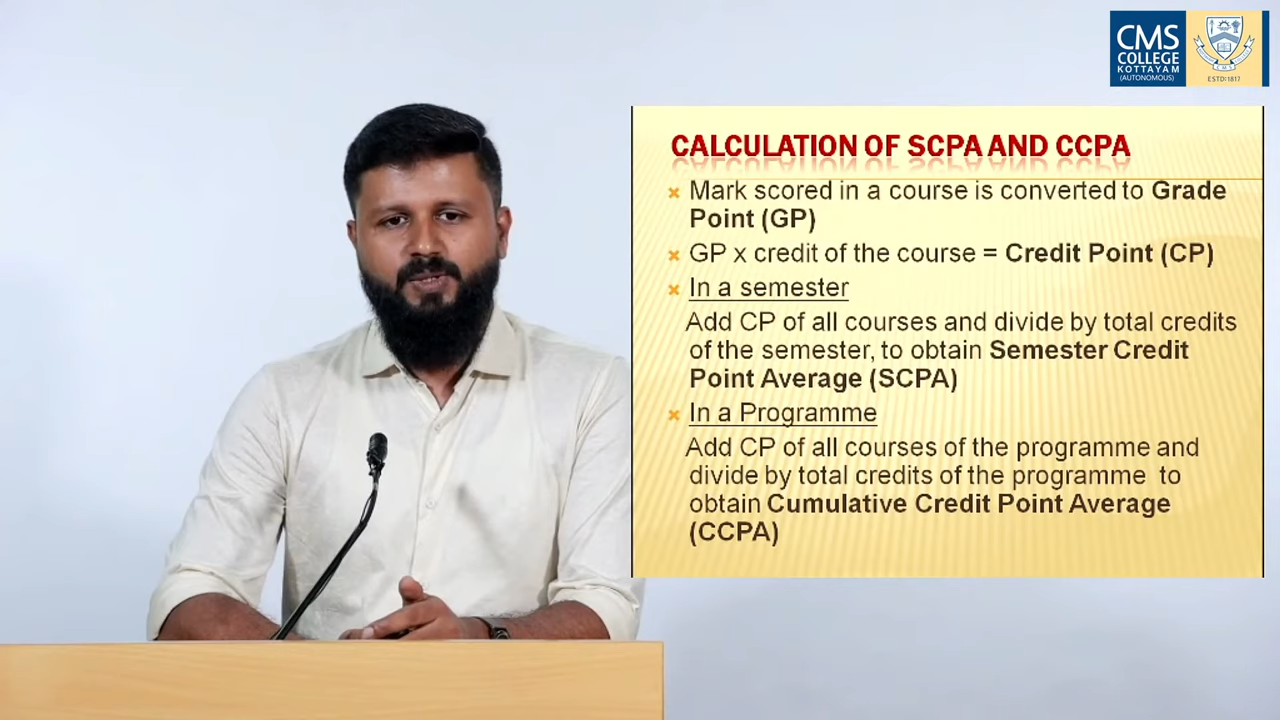 CMS
COLLEGE
KOTTAYAM
(AUTONOMOUS)
ESTD:1817
CALCULATION OF SCPA AND CCPA
Mark scored in a course is converted to Grade
Point (GP)
GP x credit of the course = Credit Point (CP)
In a semester
Add CP of all courses and divide by total credits
of the semester, to obtain Semester Credit
Point Average (SCPA)
In a Programme
Add CP of all courses of the programme and
divide by total credits of the programme to
obtain Cumulative Credit Point Average
(CCPA)